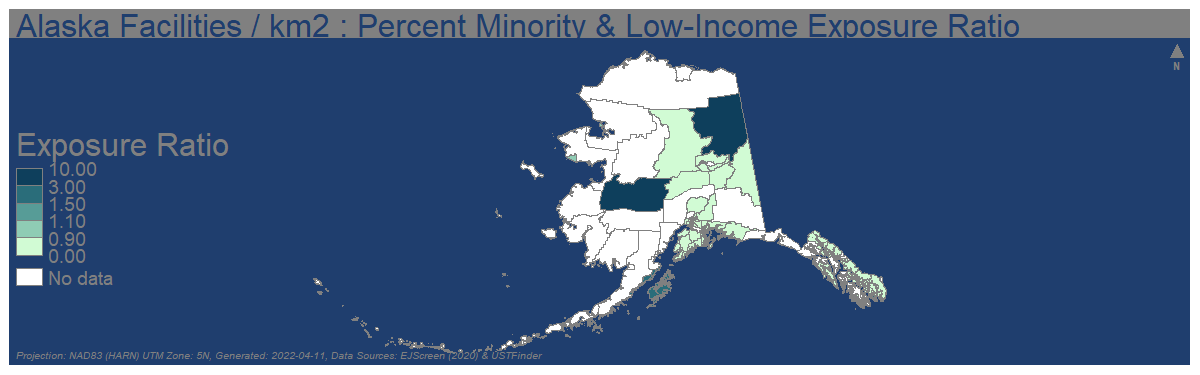 Alaska Facilities / km2 : Percent Minority & Low-Income Exposure Ratio
N
Exposure Ratio
10.00
3.00
1.50
1.10
0.90
0.00
No data
Projection: NAD83 (HARN) UTM Zone: 5N, Generated: 2022-04-11, Data Sources: EJScreen (2020) & USTFinder